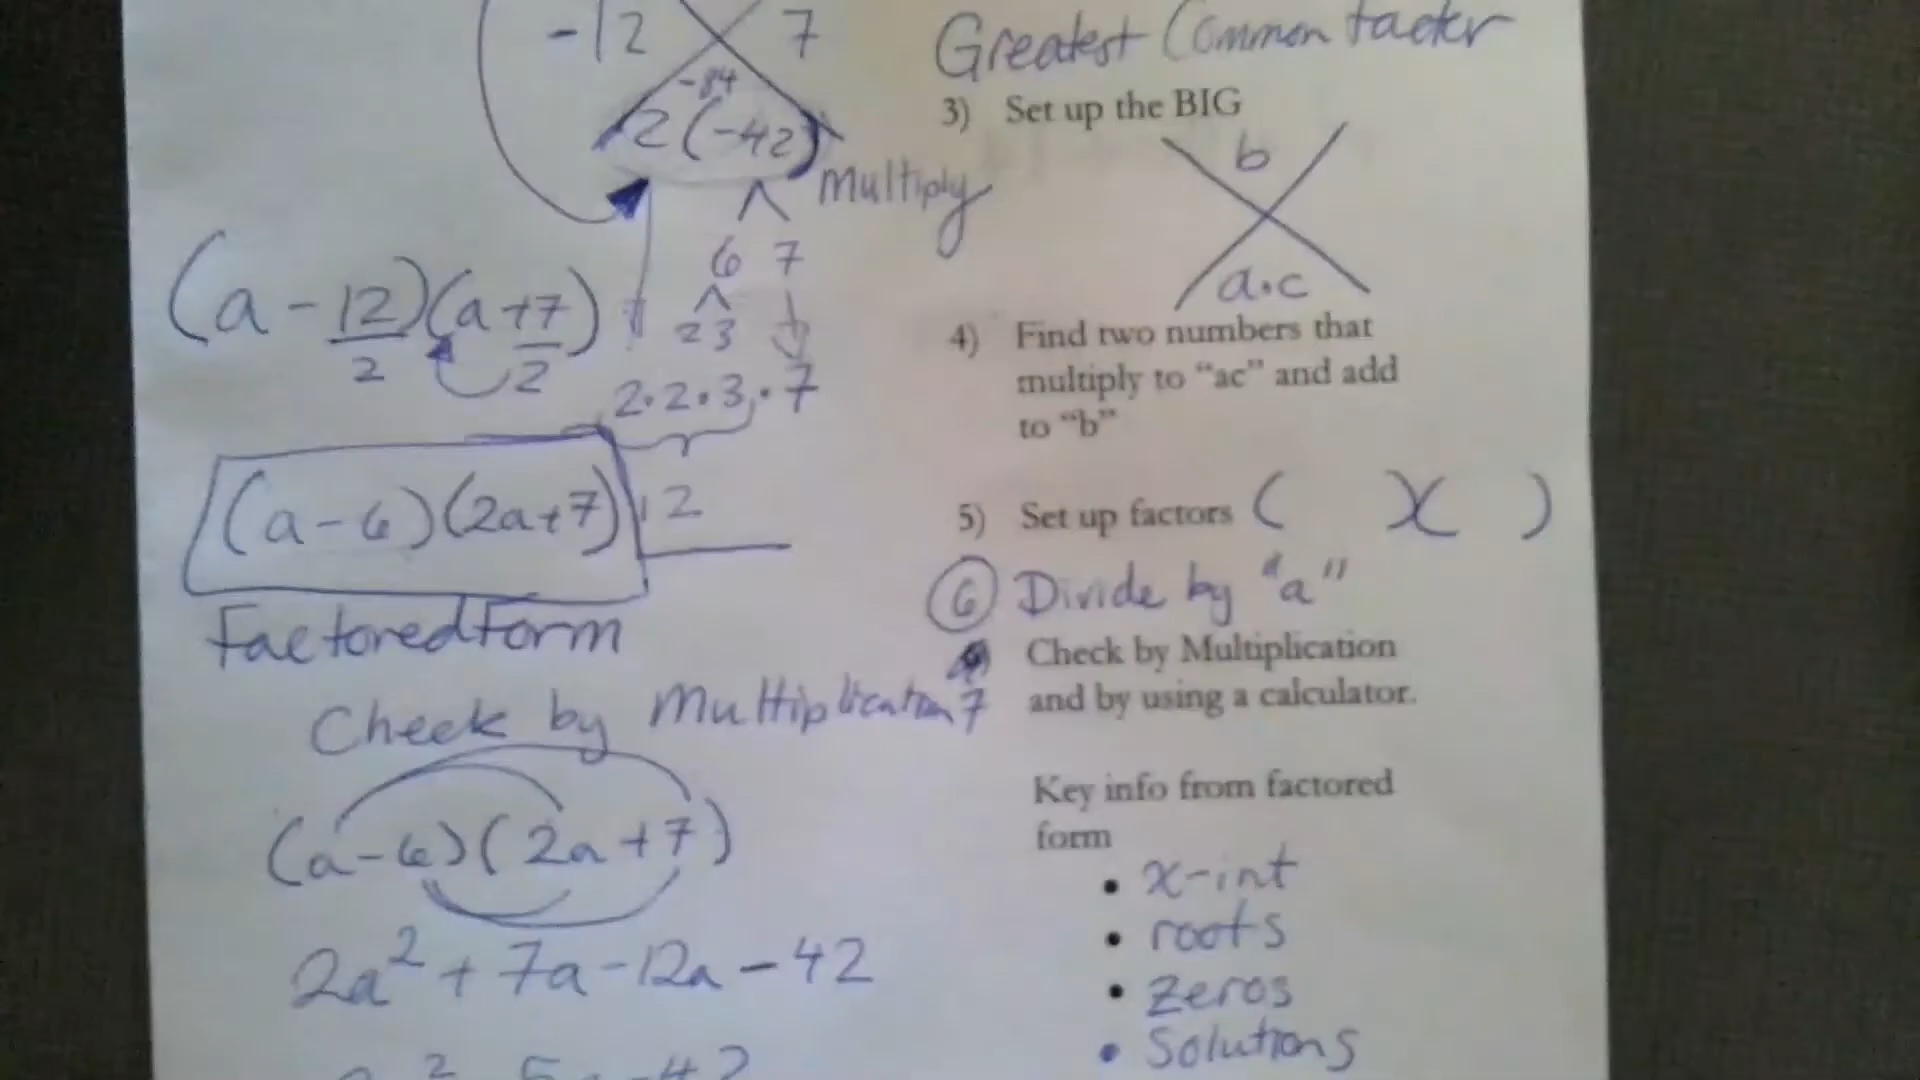 -12 7
-84
2(-42)
Multiply
6 7
2 3
2·2·3·7
12
(a-12/2)(a+7/2)
(a-6)(2a+7)
Factored Form
Check by Multiplication
(a-6)(2a+7)
2a²+7a-12a-42
Greatest Common Factor
3) Set up the BIG
b
a·c
4) Find two numbers that
multiply to “ac” and add
to “b”
5) Set up factors ( )( )
6 Divide by "a"
7 Check by Multiplication
and by using a calculator.
Key info from factored
form
• x-int
• roots
• zeros
• Solutions